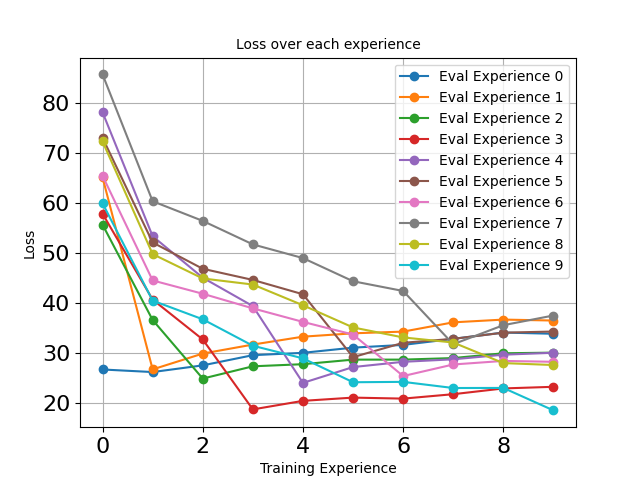 Loss over each experience
Eval Experience 0
Eval Experience 1
Eval Experience 2
Eval Experience 3
Eval Experience 4
Eval Experience 5
Eval Experience 6
Eval Experience 7
Eval Experience 8
Eval Experience 9
Loss
80
70
60
50
40
30
20
0 2 4 6 8
Training Experience